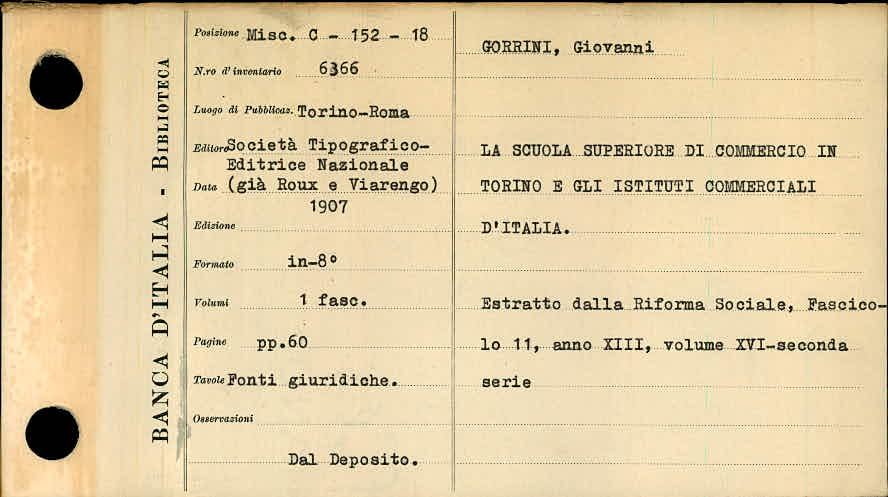 BANCA D'ITALIA - BIBLIOTECA
Posizione Misc. C - 152 - 18
N.ro d'inventario 6366
Luogo di Pubblicaz. Torino-Roma
Editore Società Tipografico-
Editrice Nazionale
Data (già Roux e Viarengo)
1907
Edizione
Formato in-8°
Volumi 1 fasc.
Pagine pp.60
Tavole Fonti giuridiche.
Osservazioni
Dal Deposito.
GORRINI, Giovanni
LA SCUOLA SUPERIORE DI COMMERCIO IN
TORINO E GLI ISTITUTI COMMERCIALI
D'ITALIA.
Estratto dalla Riforma Sociale, Fascico-
lo 11, anno XIII, volume XVI-seconda
serie